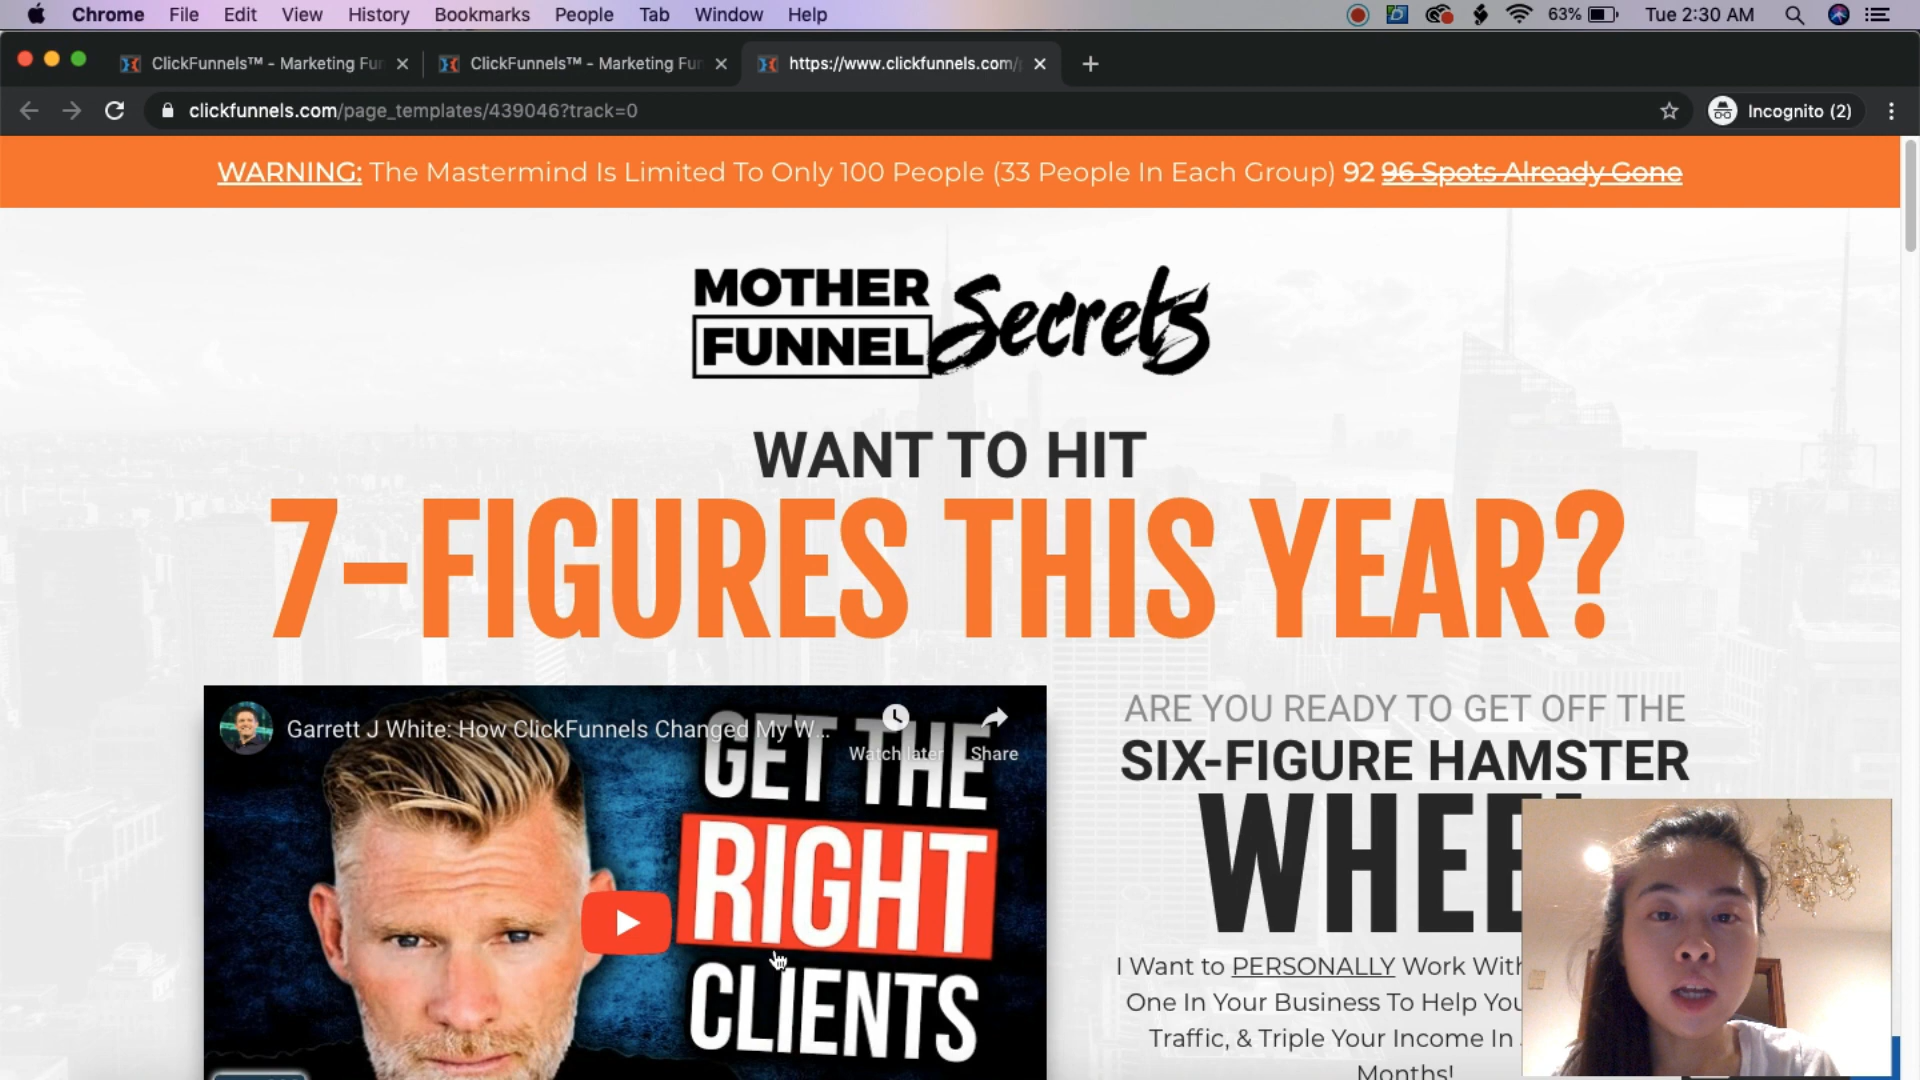 Chrome File Edit View History Bookmarks People Tab Window Help 63% Tue 2:30 AM
ClickFunnels™ - Marketing Fun ClickFunnels™ - Marketing Fun https://www.clickfunnels.com/
clickfunnels.com/page_templates/439046?track=0 Incognito (2)
WARNING: The Mastermind Is Limited To Only 100 People (33 People In Each Group) 92 96 Spots Already Gone
MOTHER
FUNNEL Secrets
WANT TO HIT
7-FIGURES THIS YEAR?
Garrett J White: How ClickFunnels Changed My W...
Watch later Share
GET THE
RIGHT
CLIENTS
ARE YOU READY TO GET OFF THE
SIX-FIGURE HAMSTER
WHEEL
I Want to PERSONALLY Work With
One In Your Business To Help You
Traffic, & Triple Your Income In
Months!